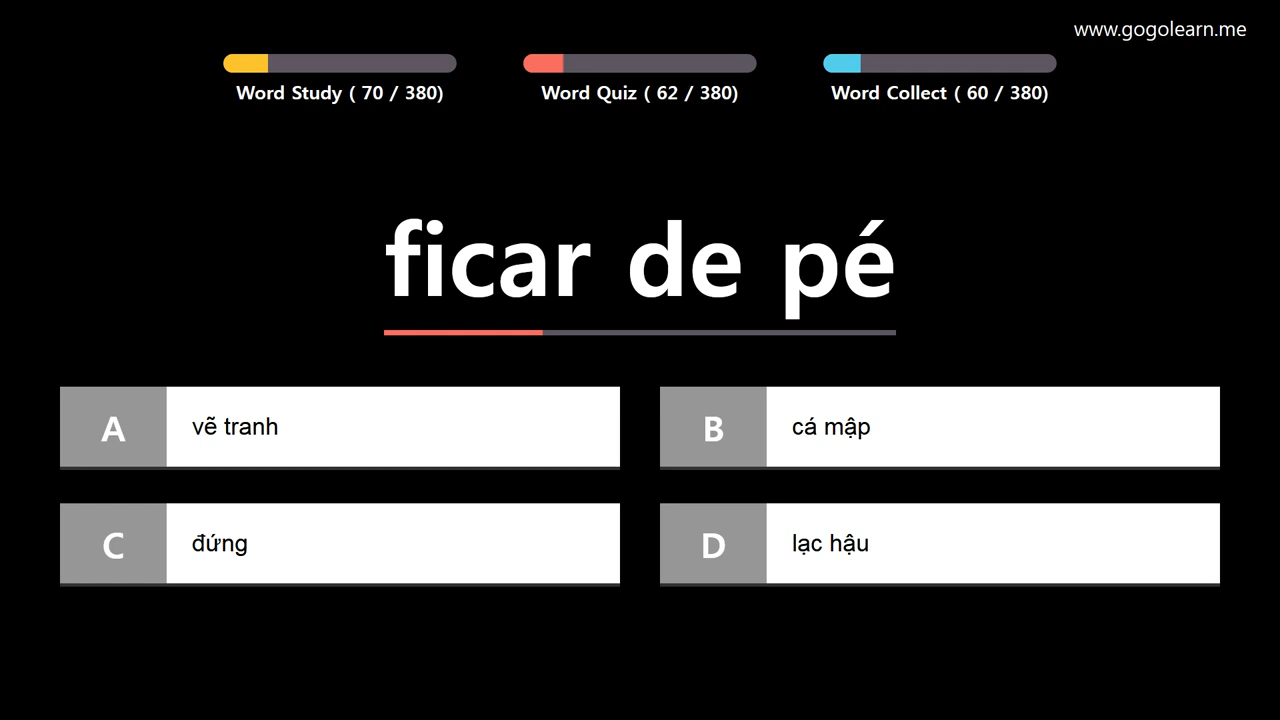 www.gogolearn.me
Word Study ( 70 / 380)
Word Quiz ( 62 / 380)
Word Collect ( 60 / 380)
ficar de pé
A vẽ tranh
B cá mập
C đứng
D lạc hậu